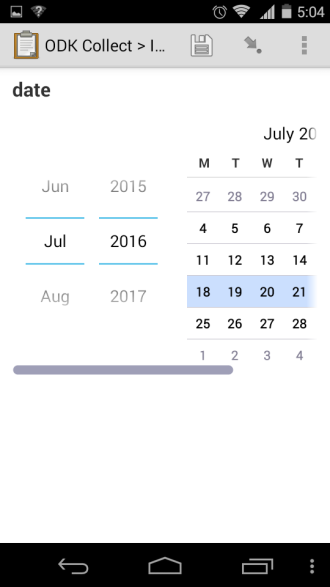 5:04
ODK Collect > I...
date
July 20
M T W T
Jun 2015
27 28 29 30
4 5 6 7
Jul 2016
11 12 13 14
18 19 20 21
Aug 2017
25 26 27 28
1 2 3 4